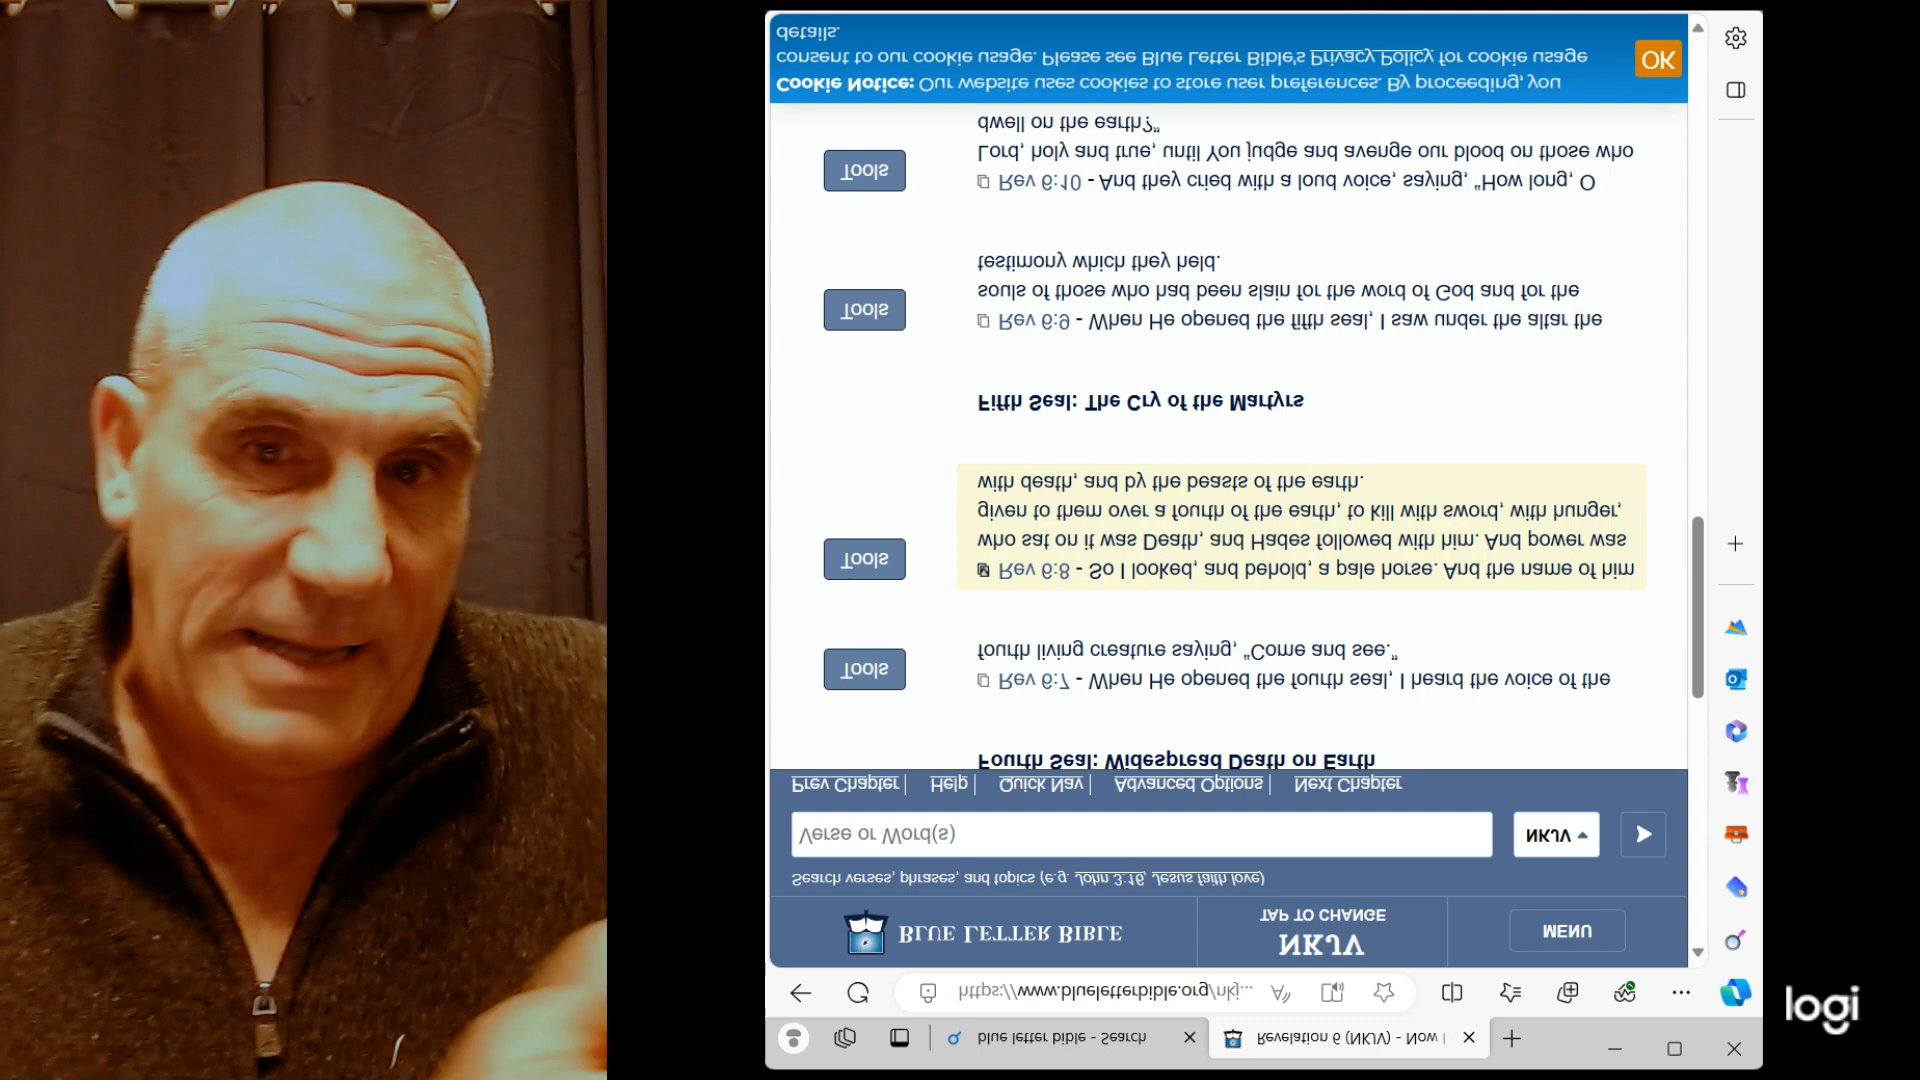 blue letter bible - Search
Revelation 6 (NKJV) - Now
https://www.blueletterbible.org/nkj...
BLUE LETTER BIBLE
NKJV
TAP TO CHANGE
MENU
Search verses, phrases, and topics (e.g. John 3:16, Jesus faith love)
Verse or Word(s)
NKJV
Prev Chapter | Help | Quick Nav | Advanced Options | Next Chapter
Fourth Seal: Widespread Death on Earth
Tools
Rev 6:7 - When He opened the fourth seal, I heard the voice of the
fourth living creature saying, "Come and see."
Tools
Rev 6:8 - So I looked, and behold, a pale horse. And the name of him
who sat on it was Death, and Hades followed with him. And power was
given to them over a fourth of the earth, to kill with sword, with hunger,
with death, and by the beasts of the earth.
Fifth Seal: The Cry of the Martyrs
Tools
Rev 6:9 - When He opened the fifth seal, I saw under the altar the
souls of those who had been slain for the word of God and for the
testimony which they held.
Tools
Rev 6:10 - And they cried with a loud voice, saying, "How long, O
Lord, holy and true, until You judge and avenge our blood on those who
dwell on the earth?"
Cookie Notice: Our website uses cookies to store user preferences. By proceeding, you
consent to our cookie usage. Please see Blue Letter Bible's Privacy Policy for cookie usage
details.
OK
logi